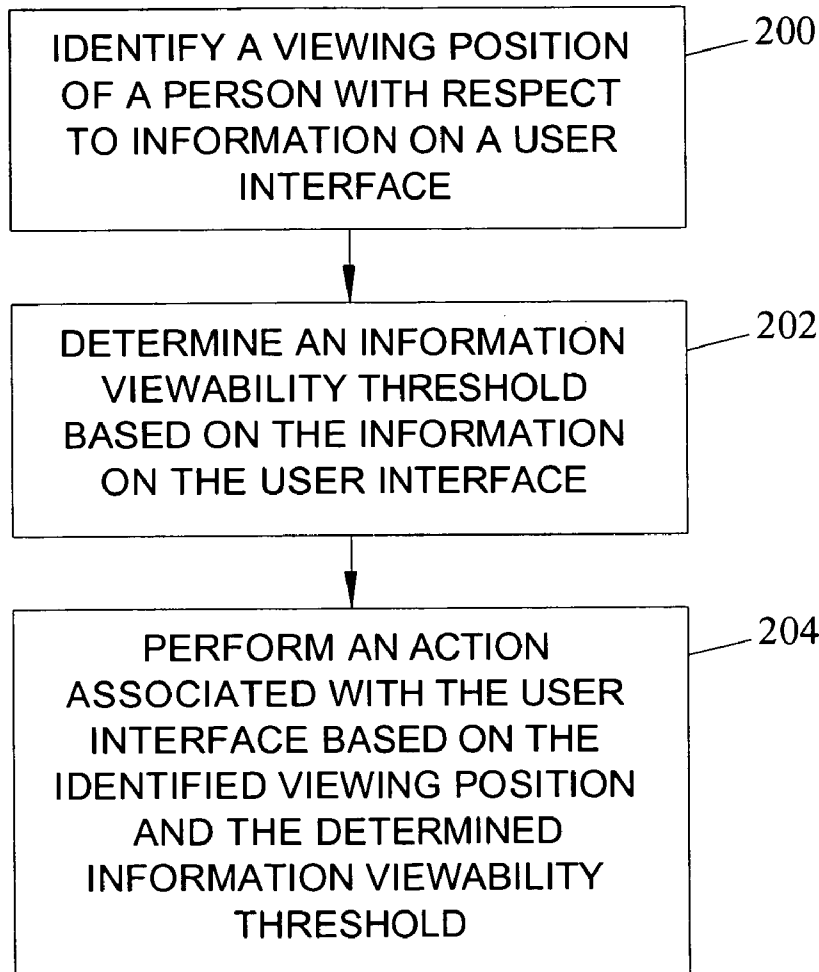 IDENTIFY A VIEWING POSITION
OF A PERSON WITH RESPECT
TO INFORMATION ON A USER
INTERFACE
200
DETERMINE AN INFORMATION
VIEWABILITY THRESHOLD
BASED ON THE INFORMATION
ON THE USER INTERFACE
202
PERFORM AN ACTION
ASSOCIATED WITH THE USER
INTERFACE BASED ON THE
IDENTIFIED VIEWING POSITION
AND THE DETERMINED
INFORMATION VIEWABILITY
THRESHOLD
204